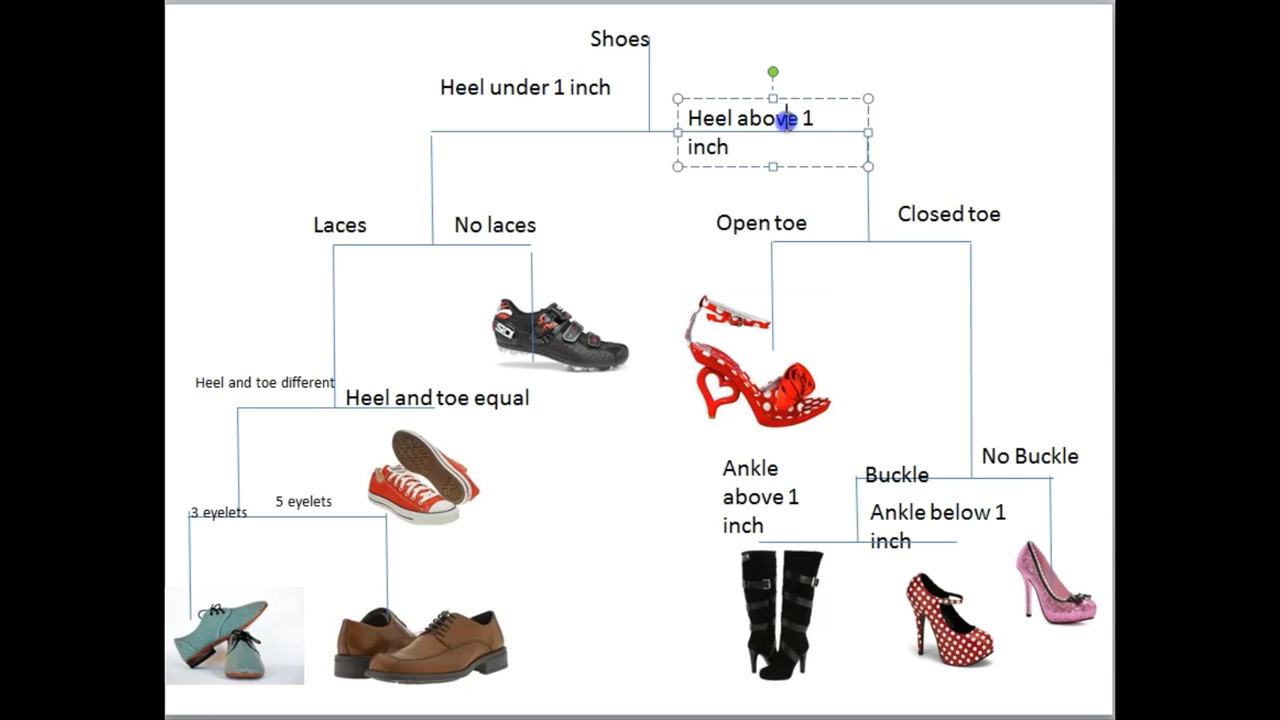 Shoes
Heel under 1 inch
Heel above 1
inch
Laces
No laces
Open toe
Closed toe
Heel and toe different
Heel and toe equal
3 eyelets
5 eyelets
Ankle
above 1
inch
Buckle
No Buckle
Ankle below 1
inch
SIDI